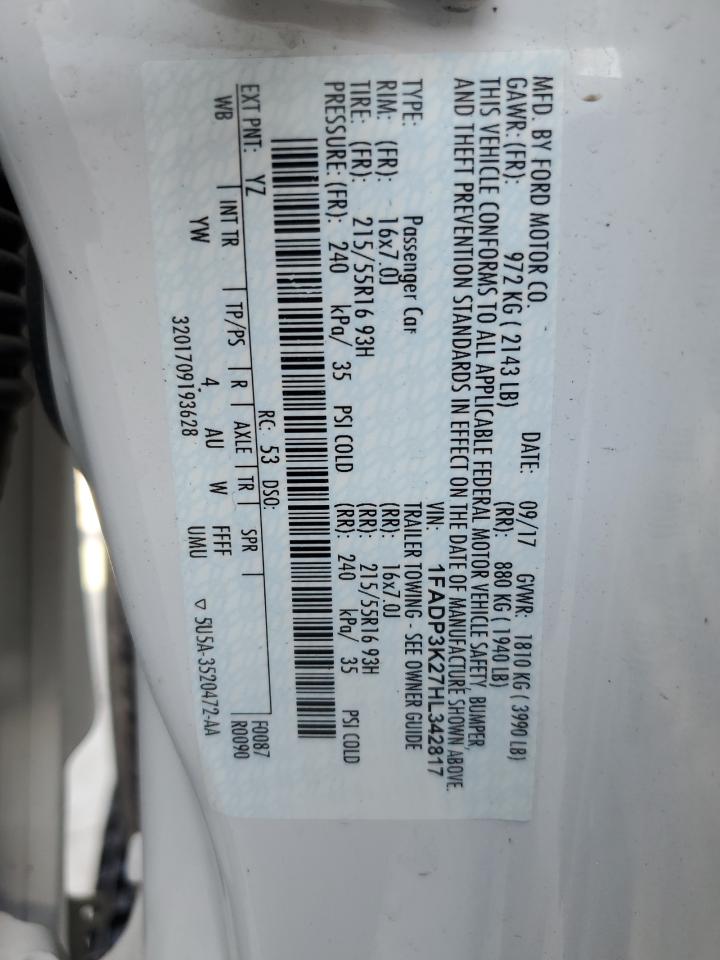 MFD. BY FORD MOTOR CO. DATE: 09/17 GVWR: 1810 KG ( 3990 LB)
GAWR: (FR): 972 KG ( 2143 LB) (RR): 880 KG ( 1940 LB)
THIS VEHICLE CONFORMS TO ALL APPLICABLE FEDERAL MOTOR VEHICLE SAFETY, BUMPER,
AND THEFT PREVENTION STANDARDS IN EFFECT ON THE DATE OF MANUFACTURE SHOWN ABOVE.
VIN: 1FADP3K27HL342817
TYPE: Passenger Car TRAILER TOWING - SEE OWNER GUIDE
RIM: (FR): 16x7.0J (RR): 16x7.0J
TIRE: (FR): 215/55R16 93H (RR): 215/55R16 93H
PRESSURE: (FR): 240 kPa/ 35 PSI COLD (RR): 240 kPa/ 35 PSI COLD
RC: 53 DSO: F0087
EXT PNT: YZ R0090
WB INT TR TP/PS R AXLE TR SPR
YW 4 AU W FFFF
UMU
3201709193628 ▽ 5U5A-3520472-AA